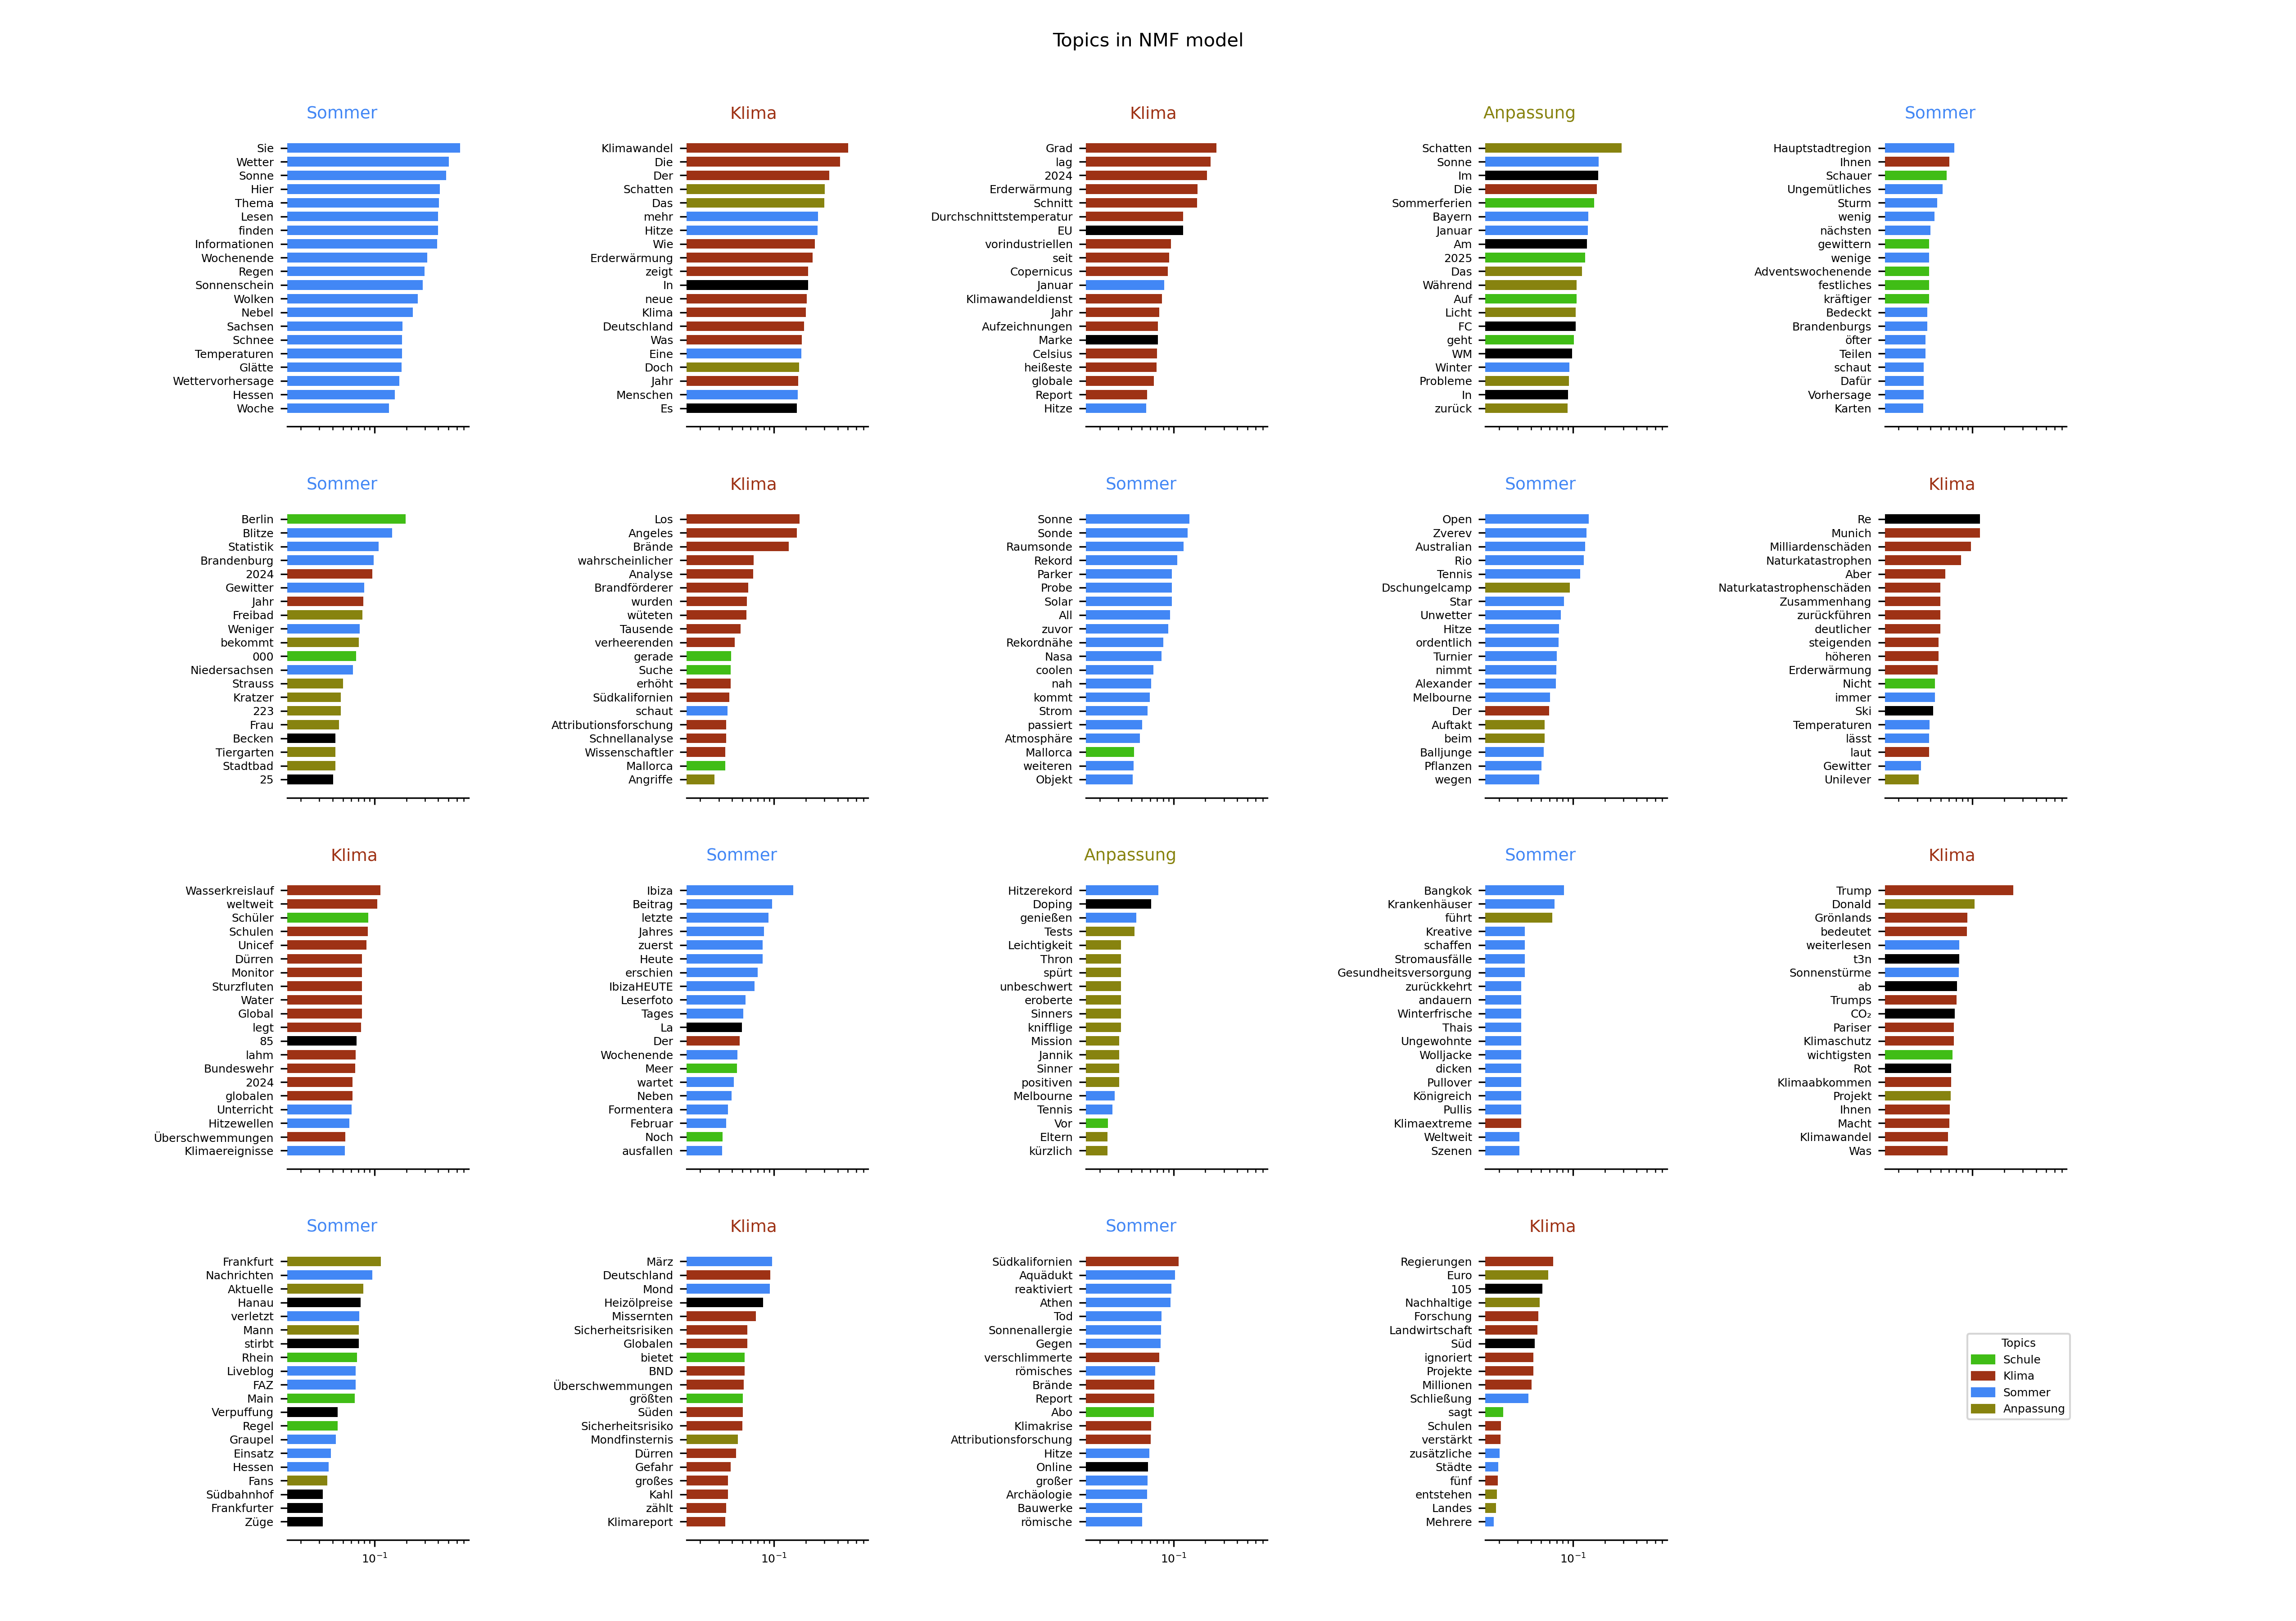 Topics in NMF model
Sommer
Sie
Wetter
Sonne
Hier
Thema
Lesen
finden
Informationen
Wochenende
Regen
Sonnenschein
Wolken
Nebel
Sachsen
Schnee
Temperaturen
Glätte
Wettervorhersage
Hessen
Woche
Klima
Klimawandel
Die
Der
Schatten
Das
mehr
Hitze
Wie
Erderwärmung
zeigt
In
neue
Klima
Deutschland
Was
Eine
Doch
Jahr
Menschen
Es
Klima
Grad
lag
2024
Erderwärmung
Schnitt
Durchschnittstemperatur
EU
vorindustriellen
seit
Copernicus
Januar
Klimawandeldienst
Jahr
Aufzeichnungen
Marke
Celsius
heißeste
globale
Report
Hitze
Anpassung
Schatten
Sonne
Im
Die
Sommerferien
Bayern
Januar
Am
2025
Das
Während
Auf
Licht
FC
geht
WM
Winter
Probleme
In
zurück
Sommer
Hauptstadtregion
Ihnen
Schauer
Ungemütliches
Sturm
wenig
nächsten
gewittern
wenige
Adventswochenende
festliches
kräftiger
Bedeckt
Brandenburgs
öfter
Teilen
schaut
Dafür
Vorhersage
Karten
Sommer
Berlin
Blitze
Statistik
Brandenburg
2024
Gewitter
Jahr
Freibad
Weniger
bekommt
000
Niedersachsen
Strauss
Kratzer
223
Frau
Becken
Tiergarten
Stadtbad
25
Klima
Los
Angeles
Brände
wahrscheinlicher
Analyse
Brandförderer
wurden
wüteten
Tausende
verheerenden
gerade
Suche
erhöht
Südkalifornien
schaut
Attributionsforschung
Schnellanalyse
Wissenschaftler
Mallorca
Angriffe
Sommer
Sonne
Sonde
Raumsonde
Rekord
Parker
Probe
Solar
All
zuvor
Rekordnähe
Nasa
coolen
nah
kommt
Strom
passiert
Atmosphäre
Mallorca
weiteren
Objekt
Sommer
Open
Zverev
Australian
Rio
Tennis
Dschungelcamp
Star
Unwetter
Hitze
ordentlich
Turnier
nimmt
Alexander
Melbourne
Der
Auftakt
beim
Balljunge
Pflanzen
wegen
Klima
Re
Munich
Milliardenschäden
Naturkatastrophen
Aber
Naturkatastrophenschäden
Zusammenhang
zurückführen
deutlicher
steigenden
höheren
Erderwärmung
Nicht
immer
Ski
Temperaturen
lässt
laut
Gewitter
Unilever
Klima
Wasserkreislauf
weltweit
Schüler
Schulen
Unicef
Dürren
Monitor
Sturzfluten
Water
Global
legt
85
lahm
Bundeswehr
2024
globalen
Unterricht
Hitzewellen
Überschwemmungen
Klimaereignisse
Sommer
Ibiza
Beitrag
letzte
Jahres
zuerst
Heute
erschien
IbizaHEUTE
Leserfoto
Tages
La
Der
Wochenende
Meer
wartet
Neben
Formentera
Februar
Noch
ausfallen
Anpassung
Hitzerekord
Doping
genießen
Tests
Leichtigkeit
Thron
spürt
unbeschwert
eroberte
Sinners
knifflige
Mission
Jannik
Sinner
positiven
Melbourne
Tennis
Vor
Eltern
kürzlich
Sommer
Bangkok
Krankenhäuser
führt
Kreative
schaffen
Stromausfälle
Gesundheitsversorgung
zurückkehrt
andauern
Winterfrische
Thais
Ungewohnte
Wolljacke
dicken
Pullover
Königreich
Pullis
Klimaextreme
Weltweit
Szenen
Klima
Trump
Donald
Grönlands
bedeutet
weiterlesen
t3n
Sonnenstürme
ab
Trumps
CO₂
Pariser
Klimaschutz
wichtigsten
Rot
Klimaabkommen
Projekt
Ihnen
Macht
Klimawandel
Was
Sommer
Frankfurt
Nachrichten
Aktuelle
Hanau
verletzt
Mann
stirbt
Rhein
Liveblog
FAZ
Main
Verpuffung
Regel
Graupel
Einsatz
Hessen
Fans
Südbahnhof
Frankfurter
Züge
10⁻¹
Klima
März
Deutschland
Mond
Heizölpreise
Missernten
Sicherheitsrisiken
Globalen
bietet
BND
Überschwemmungen
größten
Süden
Sicherheitsrisiko
Mondfinsternis
Dürren
Gefahr
großes
Kahl
zählt
Klimareport
10⁻¹
Sommer
Südkalifornien
Aquädukt
reaktiviert
Athen
Tod
Sonnenallergie
Gegen
verschlimmerte
römisches
Brände
Report
Abo
Klimakrise
Attributionsforschung
Hitze
Online
großer
Archäologie
Bauwerke
römische
10⁻¹
Klima
Regierungen
Euro
105
Nachhaltige
Forschung
Landwirtschaft
Süd
ignoriert
Projekte
Millionen
Schließung
sagt
Schulen
verstärkt
zusätzliche
Städte
fünf
entstehen
Landes
Mehrere
10⁻¹
Topics
Schule
Klima
Sommer
Anpassung